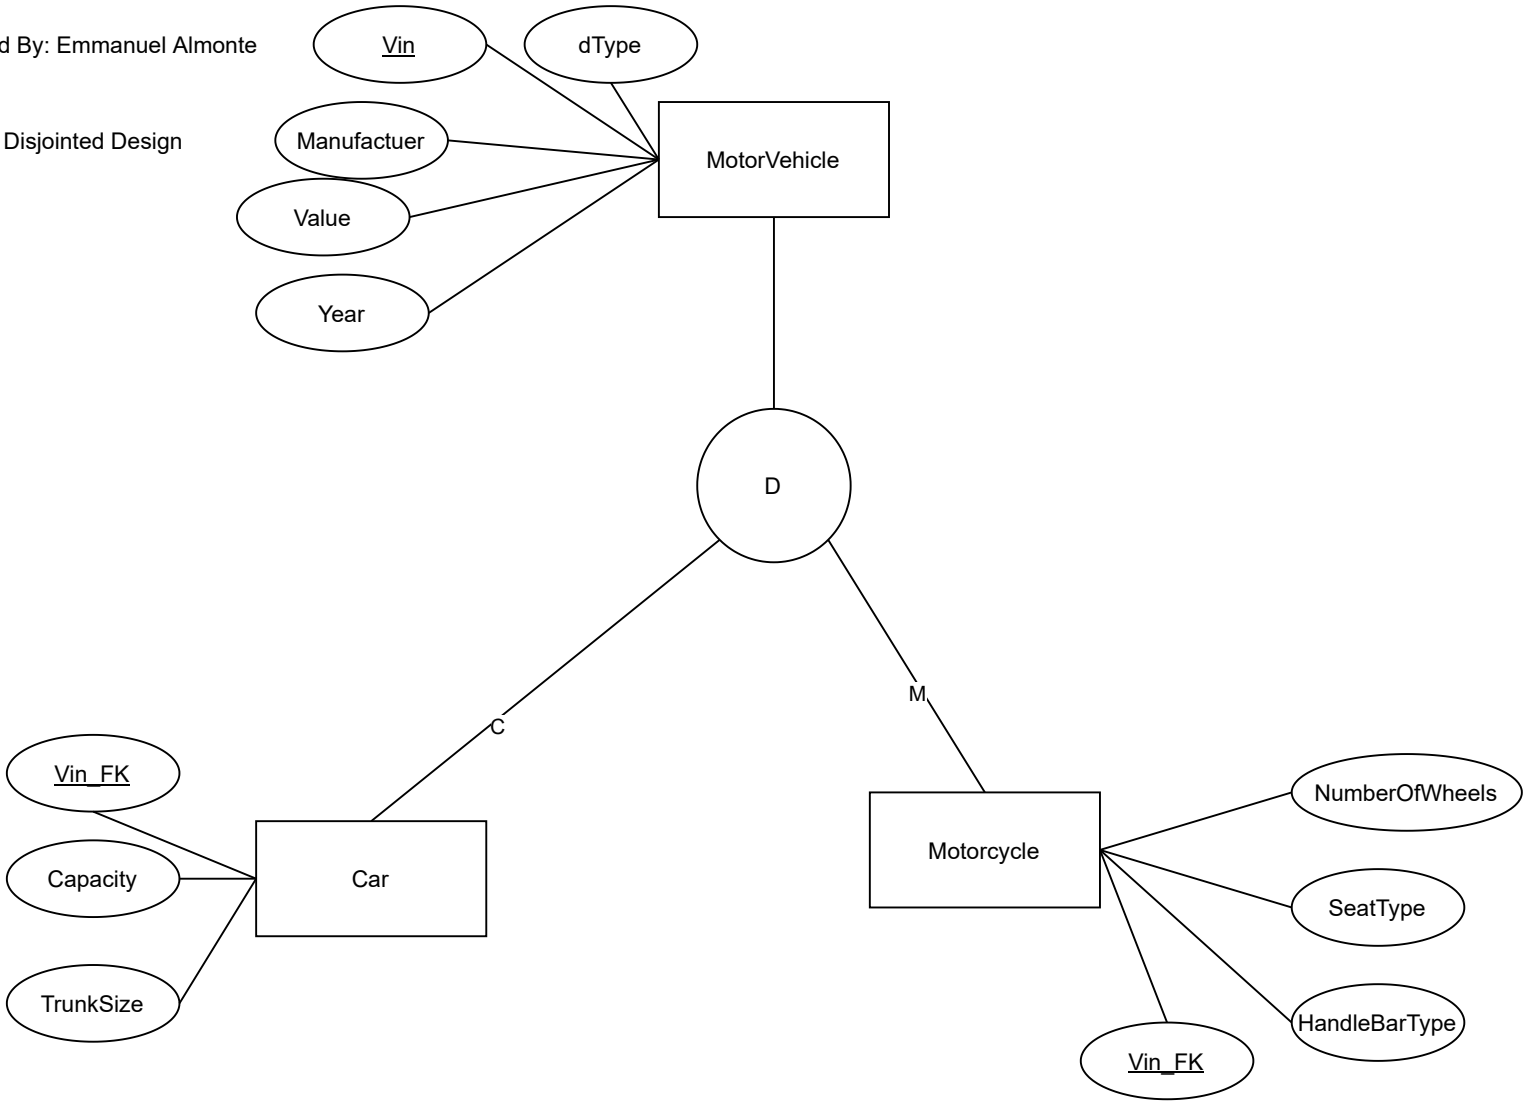 d By: Emmanuel Almonte
Vin
dType
Disjointed Design
Manufactuer
MotorVehicle
Value
Year
D
C
M
Vin_FK
Capacity
Car
TrunkSize
Motorcycle
NumberOfWheels
SeatType
HandleBarType
Vin_FK